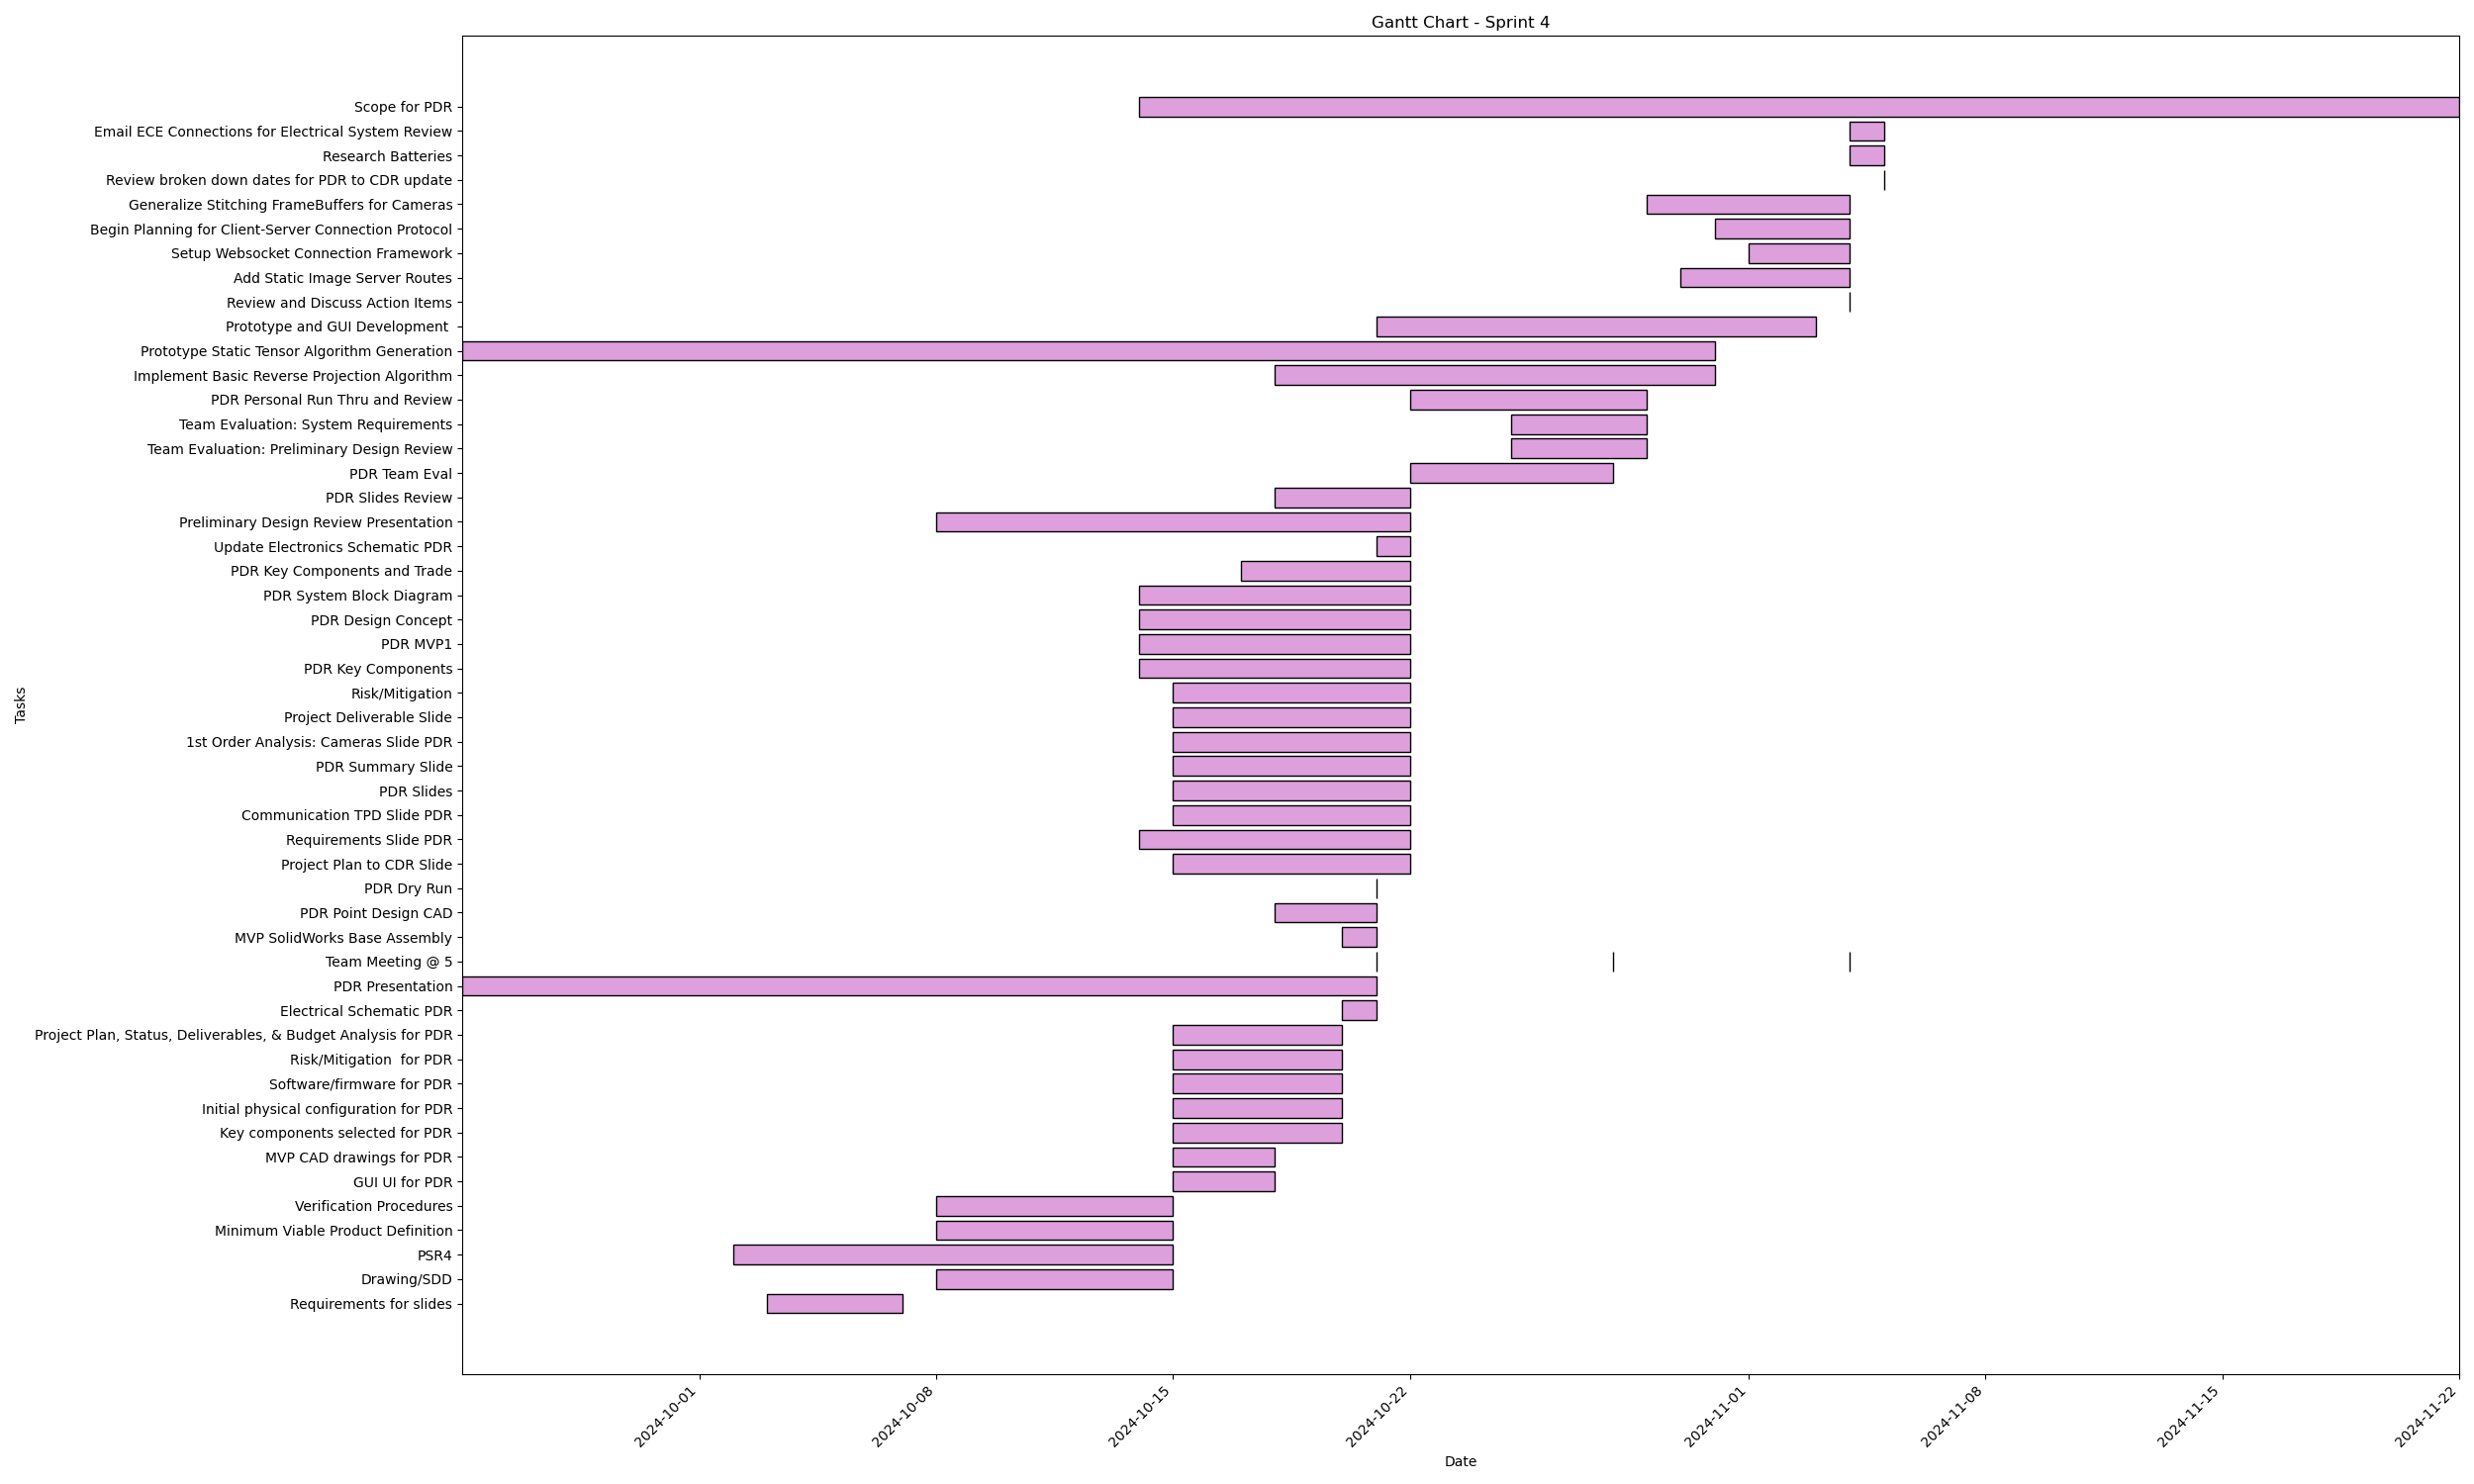 Gantt Chart - Sprint 4
Tasks
Scope for PDR
Email ECE Connections for Electrical System Review
Research Batteries
Review broken down dates for PDR to CDR update
Generalize Stitching FrameBuffers for Cameras
Begin Planning for Client-Server Connection Protocol
Setup Websocket Connection Framework
Add Static Image Server Routes
Review and Discuss Action Items
Prototype and GUI Development
Prototype Static Tensor Algorithm Generation
Implement Basic Reverse Projection Algorithm
PDR Personal Run Thru and Review
Team Evaluation: System Requirements
Team Evaluation: Preliminary Design Review
PDR Team Eval
PDR Slides Review
Preliminary Design Review Presentation
Update Electronics Schematic PDR
PDR Key Components and Trade
PDR System Block Diagram
PDR Design Concept
PDR MVP1
PDR Key Components
Risk/Mitigation
Project Deliverable Slide
1st Order Analysis: Cameras Slide PDR
PDR Summary Slide
PDR Slides
Communication TPD Slide PDR
Requirements Slide PDR
Project Plan to CDR Slide
PDR Dry Run
PDR Point Design CAD
MVP SolidWorks Base Assembly
Team Meeting @ 5
PDR Presentation
Electrical Schematic PDR
Project Plan, Status, Deliverables, & Budget Analysis for PDR
Risk/Mitigation  for PDR
Software/firmware for PDR
Initial physical configuration for PDR
Key components selected for PDR
MVP CAD drawings for PDR
GUI UI for PDR
Verification Procedures
Minimum Viable Product Definition
PSR4
Drawing/SDD
Requirements for slides
2024-10-01
2024-10-08
2024-10-15
2024-10-22
2024-11-01
2024-11-08
2024-11-15
2024-11-22
Date